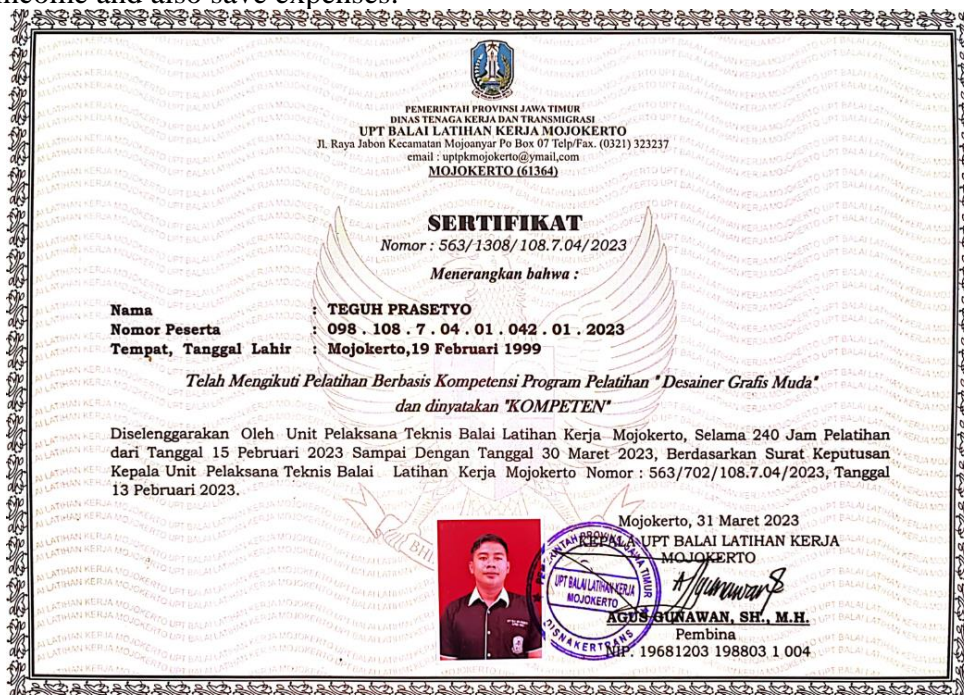 income and also save expenses.
PEMERINTAH PROVINSI JAWA TIMUR
DINAS TENAGA KERJA DAN TRANSMIGRASI
UPT BALAI LATIHAN KERJA MOJOKERTO
Jl. Raya Jabon Kecamatan Mojoanyar Po Box 07 Telp/Fax. (0321) 323237
email : uptpkmojokerto@ymail,com
MOJOKERTO (61364)
SERTIFIKAT
Nomor : 563/1308/108.7.04/2023
Menerangkan bahwa :
Nama : TEGUH PRASETYO
Nomor Peserta : 098 . 108 . 7 . 04 . 01 . 042 . 01 . 2023
Tempat, Tanggal Lahir : Mojokerto,19 Februari 1999
Telah Mengikuti Pelatihan Berbasis Kompetensi Program Pelatihan " Desainer Grafis Muda"
dan dinyatakan "KOMPETEN"
Diselenggarakan Oleh Unit Pelaksana Teknis Balai Latihan Kerja Mojokerto, Selama 240 Jam Pelatihan
dari Tanggal 15 Pebruari 2023 Sampai Dengan Tanggal 30 Maret 2023, Berdasarkan Surat Keputusan
Kepala Unit Pelaksana Teknis Balai Latihan Kerja Mojokerto Nomor : 563/702/108.7.04/2023, Tanggal
13 Pebruari 2023.
Mojokerto, 31 Maret 2023
KEPALA UPT BALAI LATIHAN KERJA
MOJOKERTO
PEMERINTAH PROVINSI JAWA TIMUR
UPT BALAI LATIHAN KERJA
MOJOKERTO
DISNAKERTRANS
AGUS GUNAWAN, SH., M.H.
Pembina
NIP. 19681203 198803 1 004